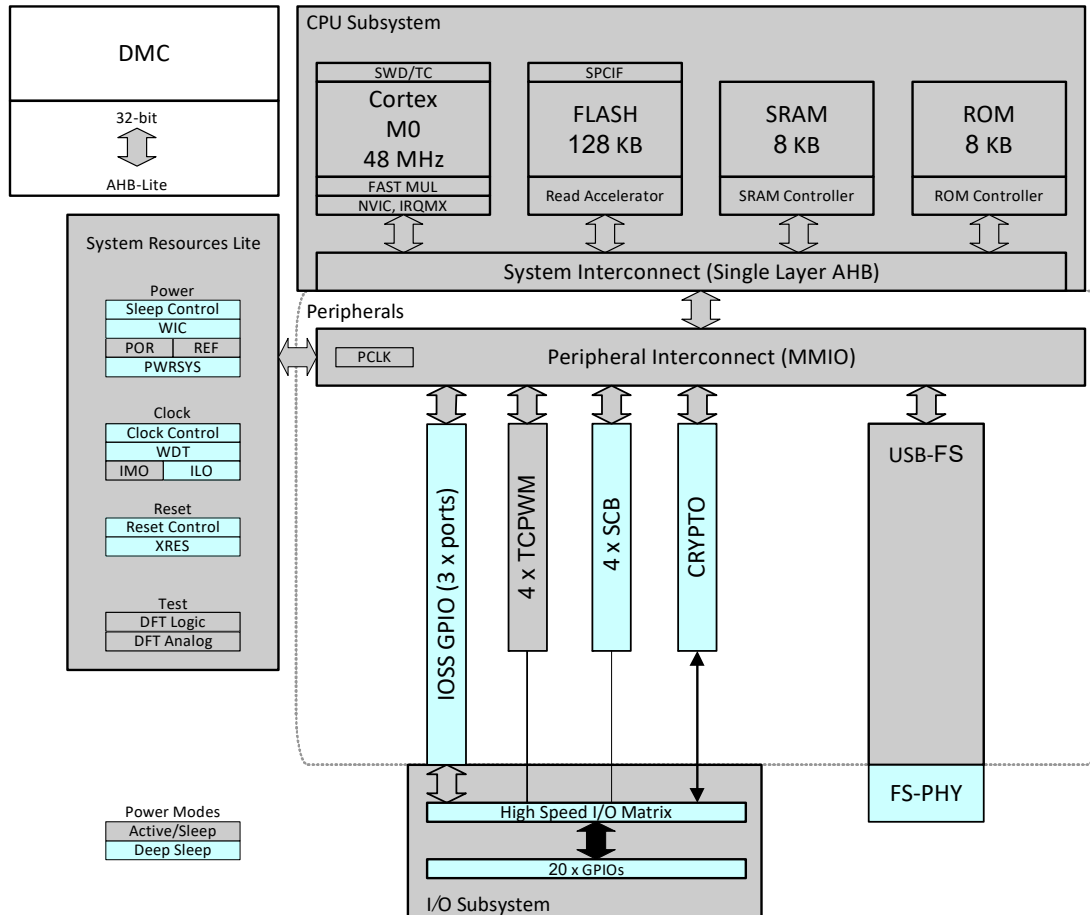 DMC
32-bit
AHB-Lite
CPU Subsystem
SWD/TC
Cortex
M0
48 MHz
FAST MUL
NVIC, IRQMX
SPCIF
FLASH
128 KB
Read Accelerator
SRAM
8 KB
SRAM Controller
ROM
8 KB
ROM Controller
System Interconnect (Single Layer AHB)
System Resources Lite
Power
Sleep Control
WIC
POR
REF
PWRSYS
Clock
Clock Control
WDT
IMO
ILO
Reset
Reset Control
XRES
Test
DFT Logic
DFT Analog
Peripherals
PCLK
Peripheral Interconnect (MMIO)
IOSS GPIO (3 x ports)
4 x TCPWM
4 x SCB
CRYPTO
USB-FS
FS-PHY
High Speed I/O Matrix
20 x GPIOs
I/O Subsystem
Power Modes
Active/Sleep
Deep Sleep